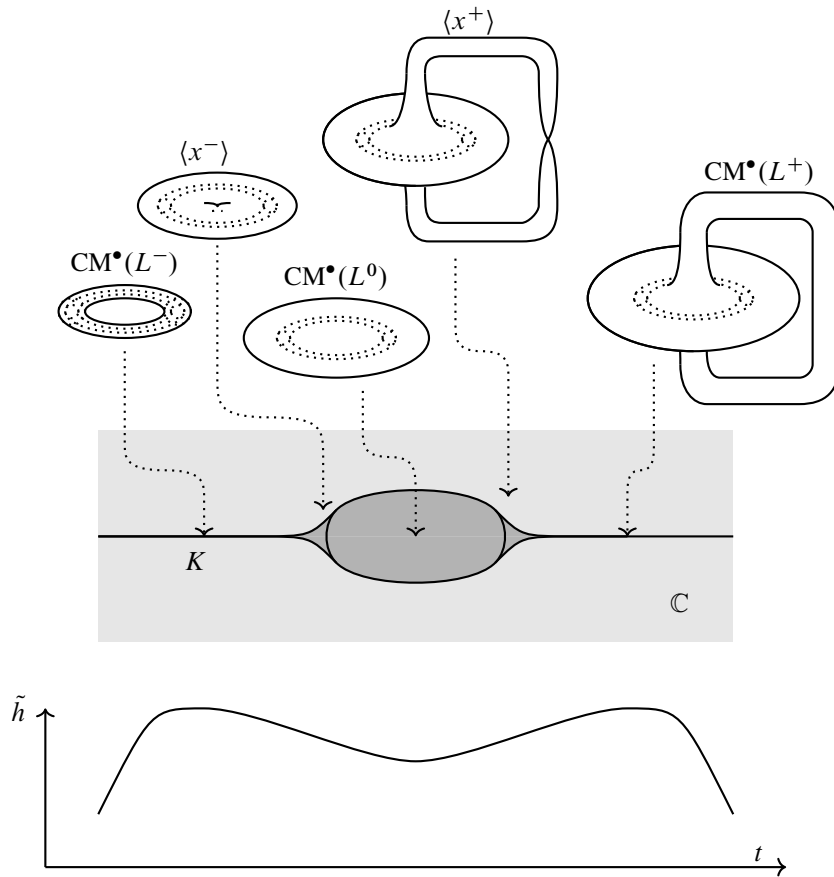 ⟨x⁺⟩
⟨x⁻⟩
CM•(L⁺)
CM•(L⁻)
CM•(L⁰)
K
ℂ
h̃
t